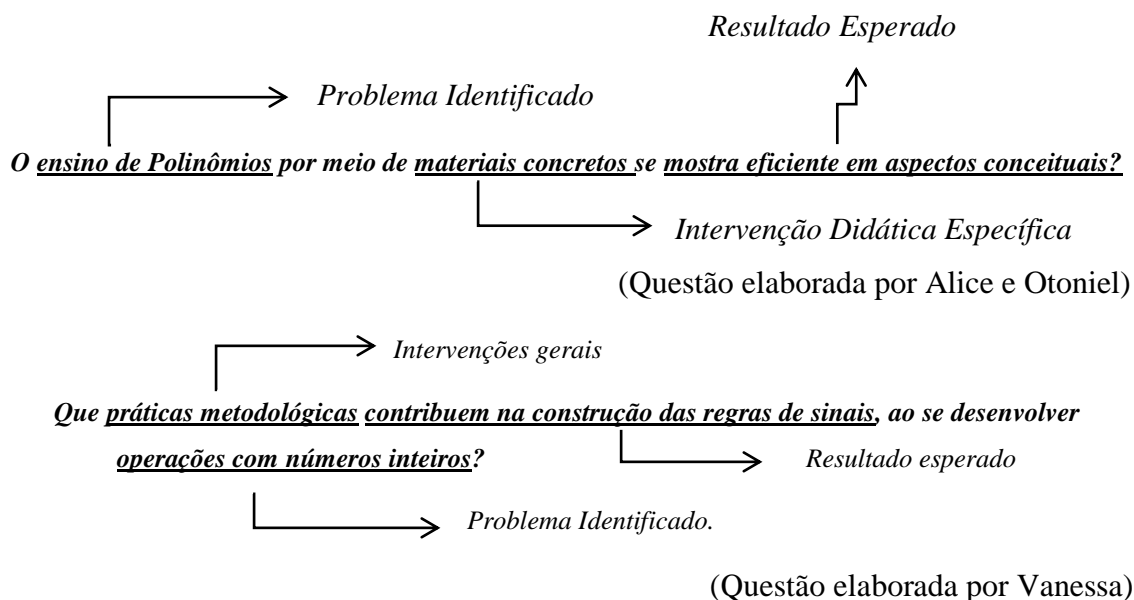 Resultado Esperado
Problema Identificado
O ensino de Polinômios por meio de materiais concretos se mostra eficiente em aspectos conceituais?
Intervenção Didática Específica
(Questão elaborada por Alice e Otoniel)
Intervenções gerais
Que práticas metodológicas contribuem na construção das regras de sinais, ao se desenvolver
operações com números inteiros?
Resultado esperado
Problema Identificado.
(Questão elaborada por Vanessa)